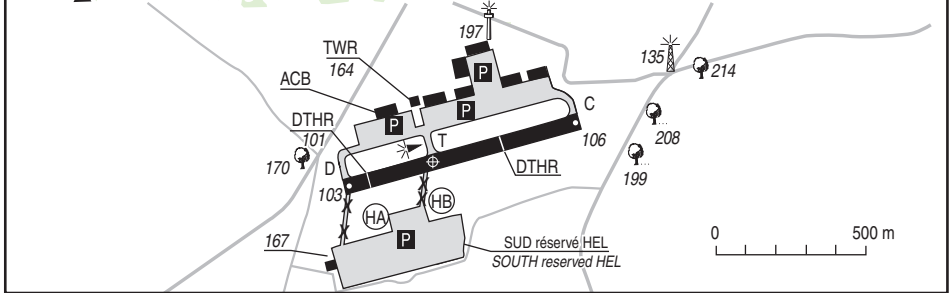 197
TWR
164
135
214
ACB
P
P
P
C
DTHR
101
T
208
106
170
D
DTHR
199
103
HA
HB
P
167
SUD réservé HEL
SOUTH reserved HEL
0 500 m
X
X
X
X